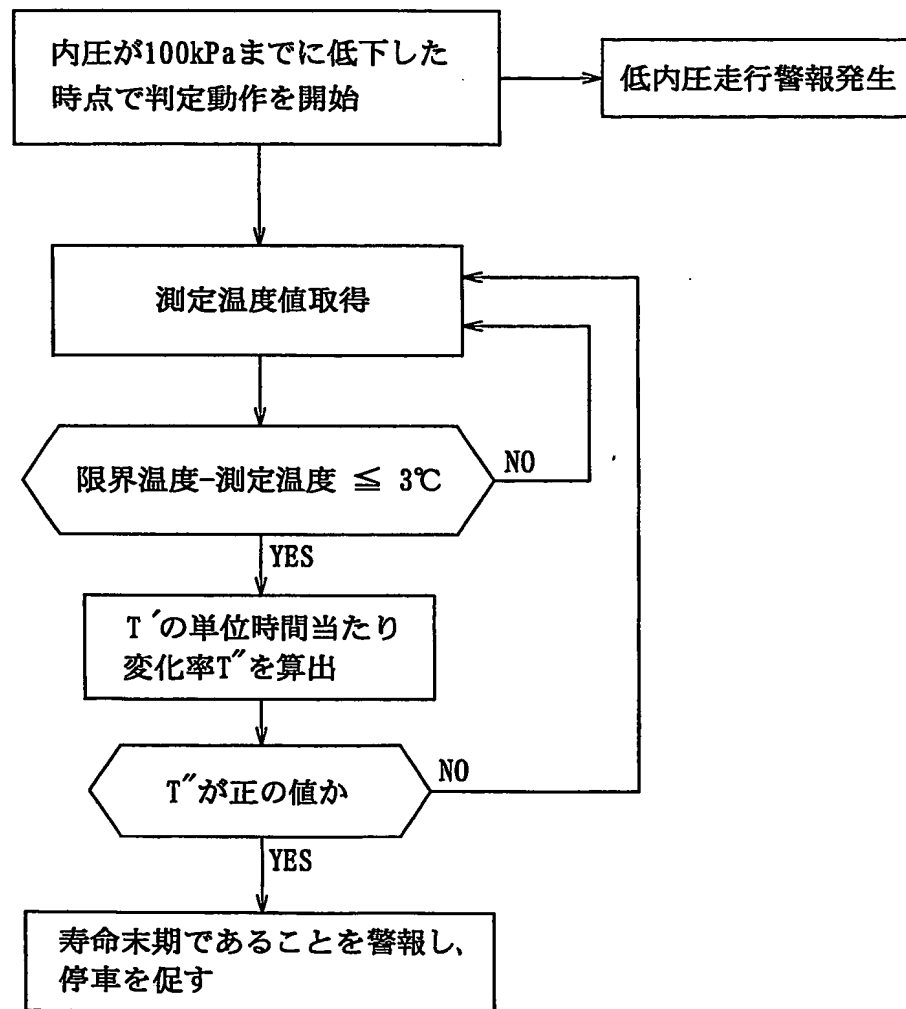 内圧が100kPaまでに低下した
時点で判定動作を開始
低内圧走行警報発生
測定温度値取得
限界温度-測定温度 ≦ 3℃
NO
YES
T´の単位時間当たり
変化率T″を算出
T″が正の値か
NO
YES
寿命末期であることを警報し、
停車を促す